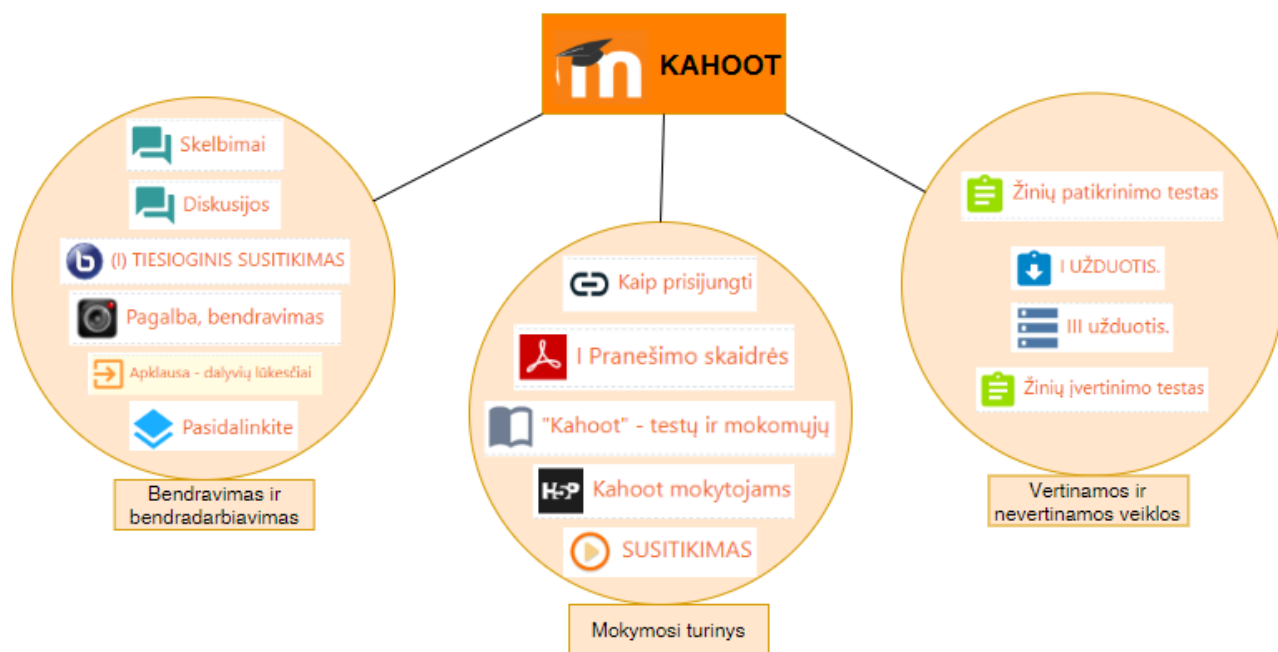 KAHOOT
Skelbimai
Diskusijos
(I) TIESIOGINIS SUSITIKIMAS
Pagalba, bendravimas
Apklausa - dalyvių lūkesčiai
Pasidalinkite
Bendravimas ir
bendradarbiavimas
Kaip prisijungti
I Pranešimo skaidrės
"Kahoot" - testų ir mokomųjų
H5P Kahoot mokytojams
SUSITIKIMAS
Mokymosi turinys
Žinių patikrinimo testas
I UŽDUOTIS.
III užduotis.
Žinių įvertinimo testas
Vertinamos ir
nevertinamos veiklos